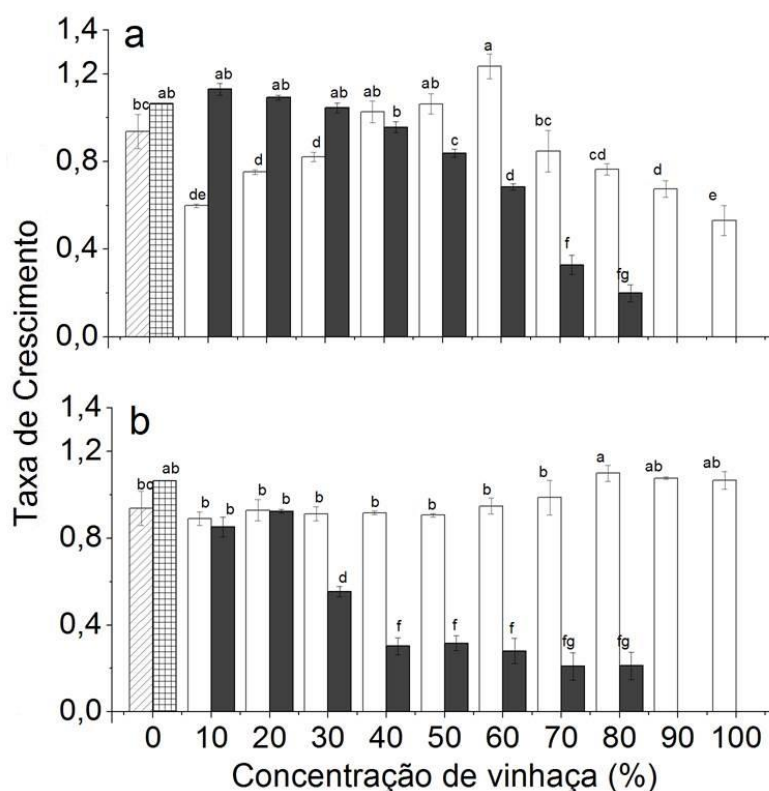 a
1,4
1,2
0,8
0,4
0,0
bc
ab
de
ab
d
ab
d
ab
ab
b
ab
c
a
d
bc
f
cd
fg
d
e
Taxa de Crescimento
b
1,4
1,2
0,8
0,4
0,0
bc
ab
b
b
b
b
b
d
b
f
b
f
b
f
b
fg
a
fg
ab
ab
0 10 20 30 40 50 60 70 80 90 100
Concentração de vinhaça (%)